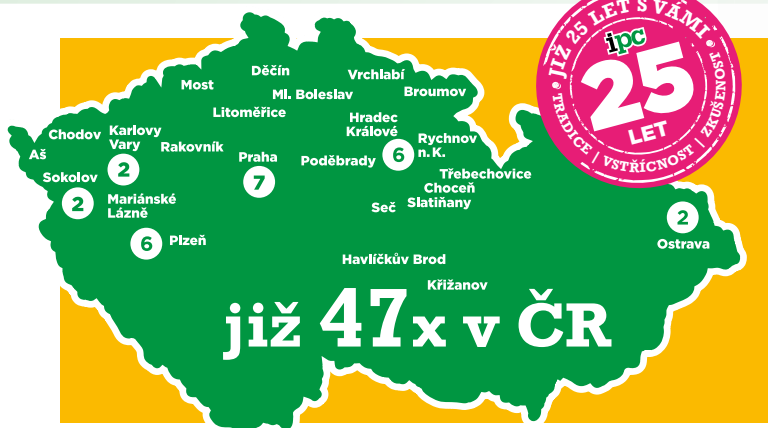 JIŽ 25 LET S VÁMI
ipc
25
LET
TRADICE | VSTŘÍCNOST | ZKUŠENOST
Děčín
Vrchlabí
Most
Ml. Boleslav
Broumov
Litoměřice
Hradec
Králové
6
Rychnov
n. K.
Chodov
Karlovy
Vary
2
Rakovník
Aš
Praha
7
Poděbrady
Třebechovice
Choceň
Slatiňany
Seč
Sokolov
2
Mariánské
Lázně
6
Plzeň
2
Ostrava
Havlíčkův Brod
Křižanov
již 47x v ČR